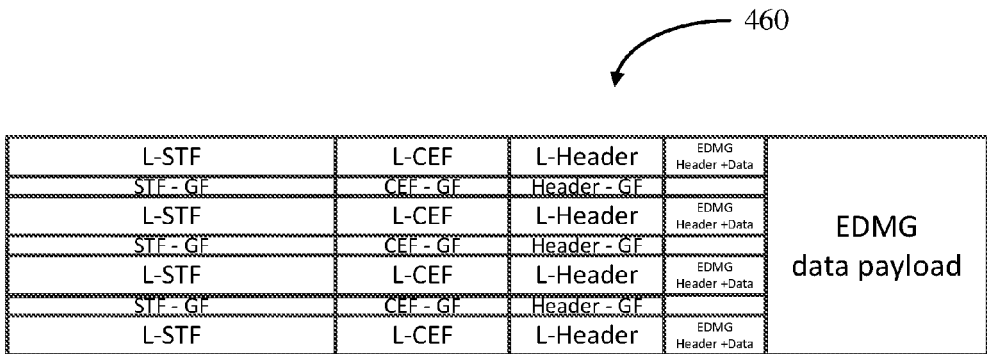 460
L-STF L-CEF L-Header EDMG Header +Data
STF - GF CEF - GF Header - GF
L-STF L-CEF L-Header EDMG Header +Data
STF - GF CEF - GF Header - GF
L-STF L-CEF L-Header EDMG Header +Data
STF - GF CEF - GF Header - GF
L-STF L-CEF L-Header EDMG Header +Data
EDMG
data payload